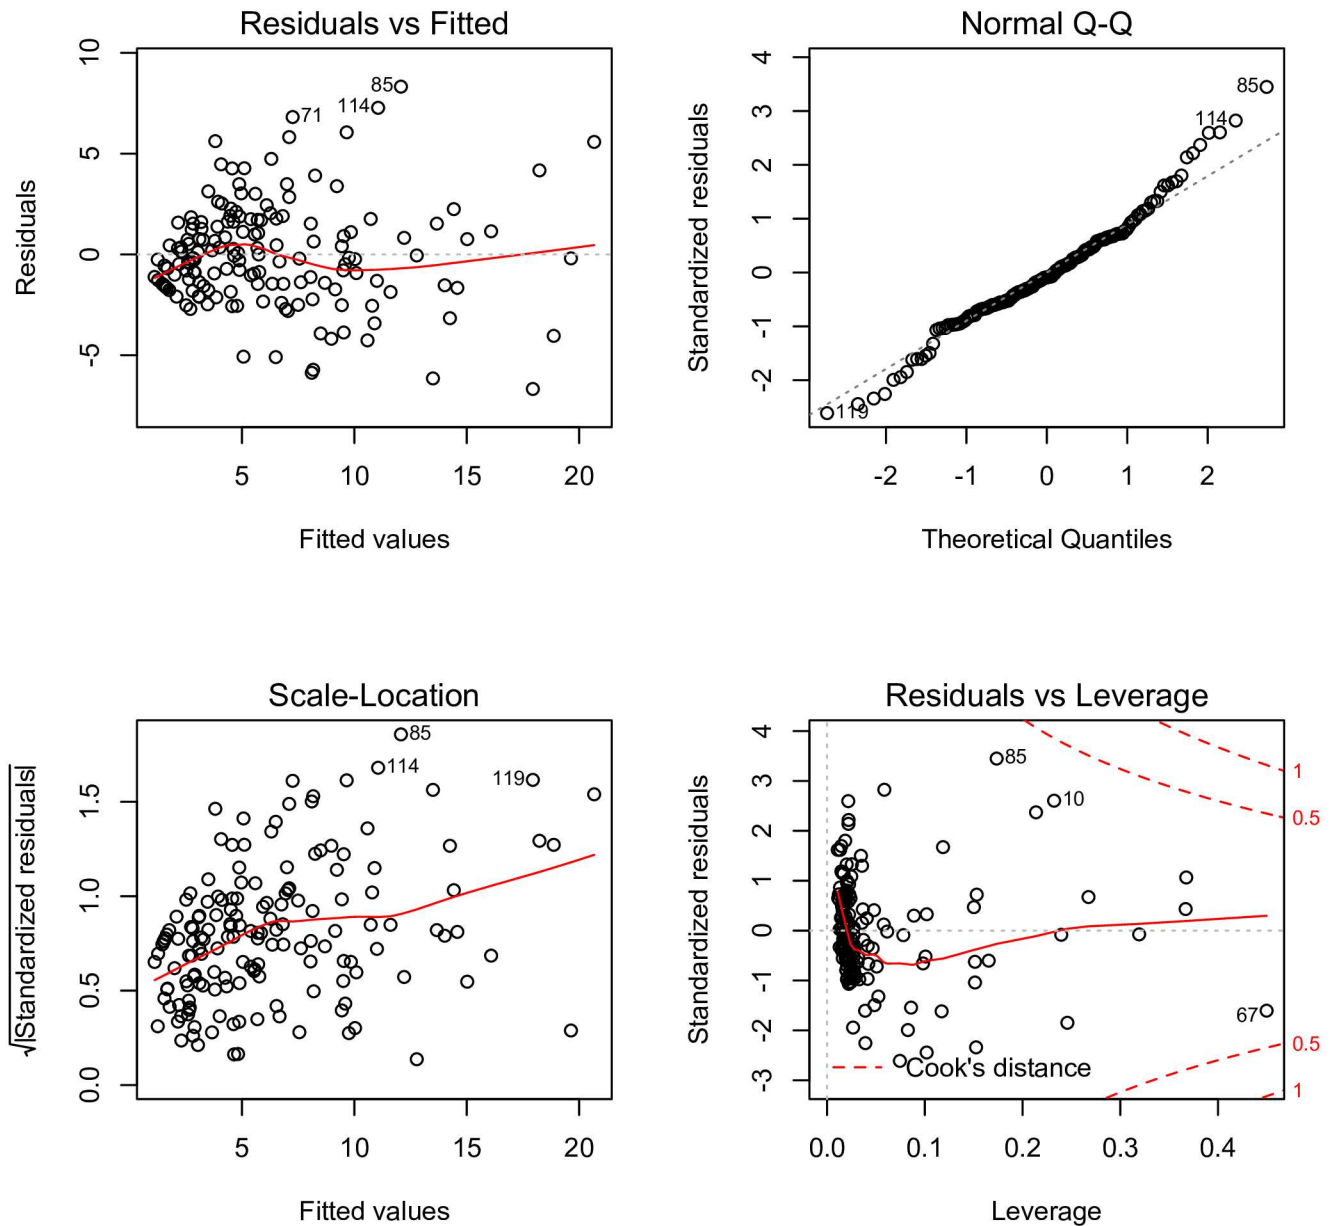 Residuals vs Fitted
Residuals
10
5
0
-5
85
114
71
5 10 15 20
Fitted values
Normal Q-Q
Standardized residuals
4
3
2
1
0
-1
-2
85
114
119
-2 -1 0 1 2
Theoretical Quantiles
Scale-Location
√|Standardized residuals|
1.5
1.0
0.5
0.0
85
114
119
5 10 15 20
Fitted values
Residuals vs Leverage
Standardized residuals
4
3
2
1
0
-1
-2
-3
85
10
67
1
0.5
0.5
1
Cook's distance
0.0 0.1 0.2 0.3 0.4
Leverage